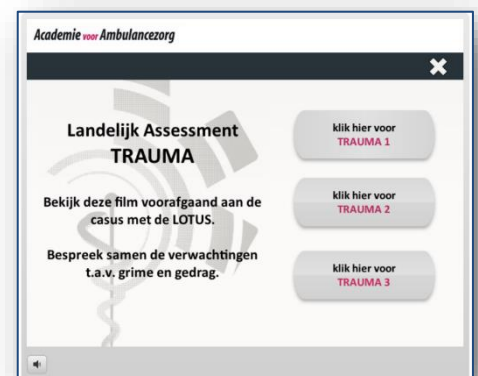 Academie voor Ambulancezorg
Landelijk Assessment
TRAUMA
Bekijk deze film voorafgaand aan de
casus met de LOTUS.
Bespreek samen de verwachtingen
t.a.v. grime en gedrag.
klik hier voor
TRAUMA 1
klik hier voor
TRAUMA 2
klik hier voor
TRAUMA 3